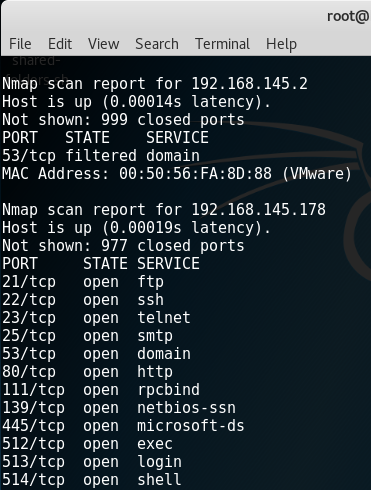 root@
File Edit View Search Terminal Help
shared-
folders.sh
Nmap scan report for 192.168.145.2
Host is up (0.00014s latency).
Not shown: 999 closed ports
PORT   STATE    SERVICE
53/tcp filtered domain
MAC Address: 00:50:56:FA:8D:88 (VMware)
Nmap scan report for 192.168.145.178
Host is up (0.00019s latency).
Not shown: 977 closed ports
PORT     STATE SERVICE
21/tcp   open  ftp
22/tcp   open  ssh
23/tcp   open  telnet
25/tcp   open  smtp
53/tcp   open  domain
80/tcp   open  http
111/tcp  open  rpcbind
139/tcp  open  netbios-ssn
445/tcp  open  microsoft-ds
512/tcp  open  exec
513/tcp  open  login
514/tcp  open  shell